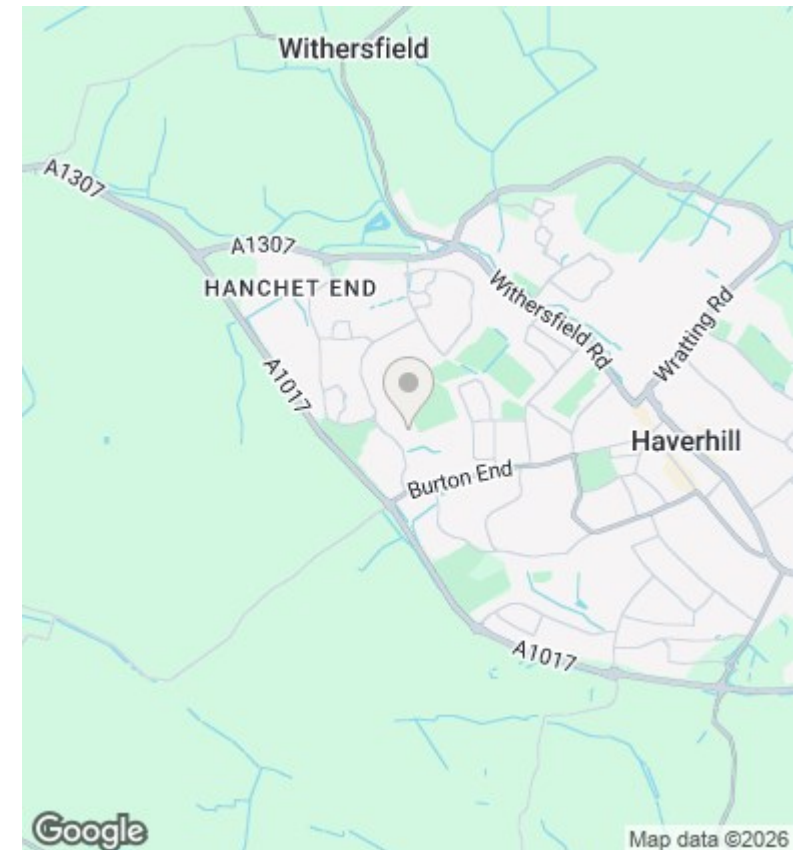 Withersfield
A1307
A1307
HANCHET END
Withersfield Rd
Wratting Rd
A1017
Haverhill
Burton End
A1017
Google
Map data ©2026